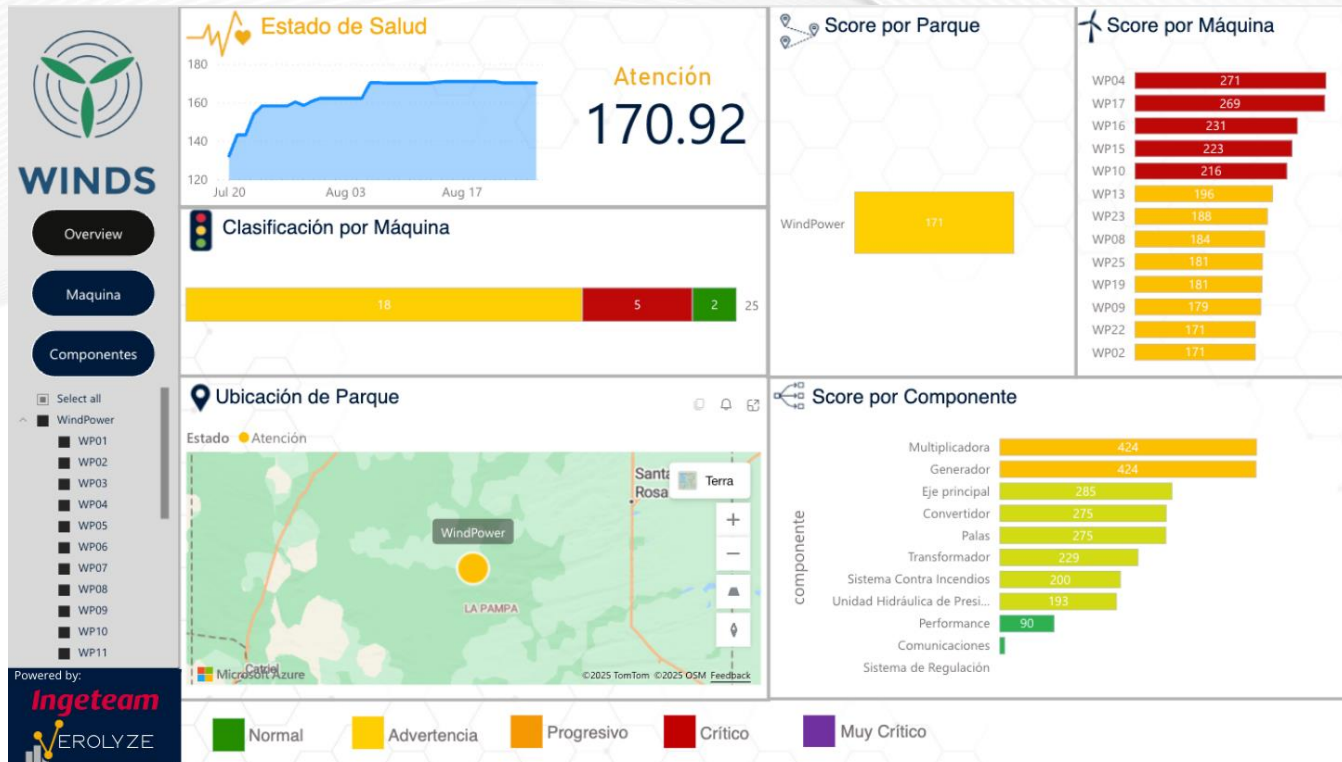 WINDS
Overview
Maquina
Componentes
Select all
WindPower
WP01
WP02
WP03
WP04
WP05
WP06
WP07
WP08
WP09
WP10
WP11
Powered by:
Ingeteam
VEROLYZE
Estado de Salud
180
160
140
120
Jul 20
Aug 03
Aug 17
Atención
170.92
Clasificación por Máquina
18
5
2
25
Ubicación de Parque
Estado
Atención
Santa
Rosa
Terra
WindPower
LA PAMPA
Catriel
Microsoft Azure
©2025 TomTom ©2025 OSM Feedback
Score por Parque
WindPower
171
Score por Máquina
WP04 271
WP17 269
WP16 231
WP15 223
WP10 216
WP13 196
WP23 188
WP08 184
WP25 181
WP19 181
WP09 179
WP22 171
WP02 171
Score por Componente
componente
Multiplicadora 424
Generador 424
Eje principal 285
Convertidor 275
Palas 275
Transformador 229
Sistema Contra Incendios 200
Unidad Hidráulica de Presi... 193
Performance 90
Comunicaciones
Sistema de Regulación
Normal
Advertencia
Progresivo
Crítico
Muy Crítico